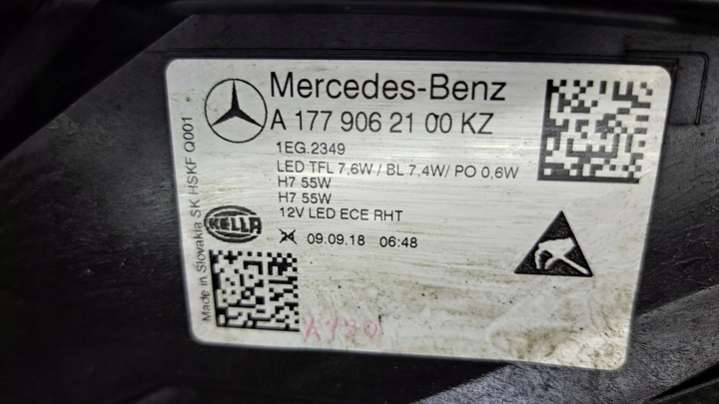 Mercedes-Benz
A 177 906 21 00 KZ
1EG.2349
LED TFL 7,6W / BL 7,4W/ PO 0,6W
H7 55W
H7 55W
12V LED ECE RHT
HELLA
09.09.18 06:48
Made in Slovakia SK HSKF Q001